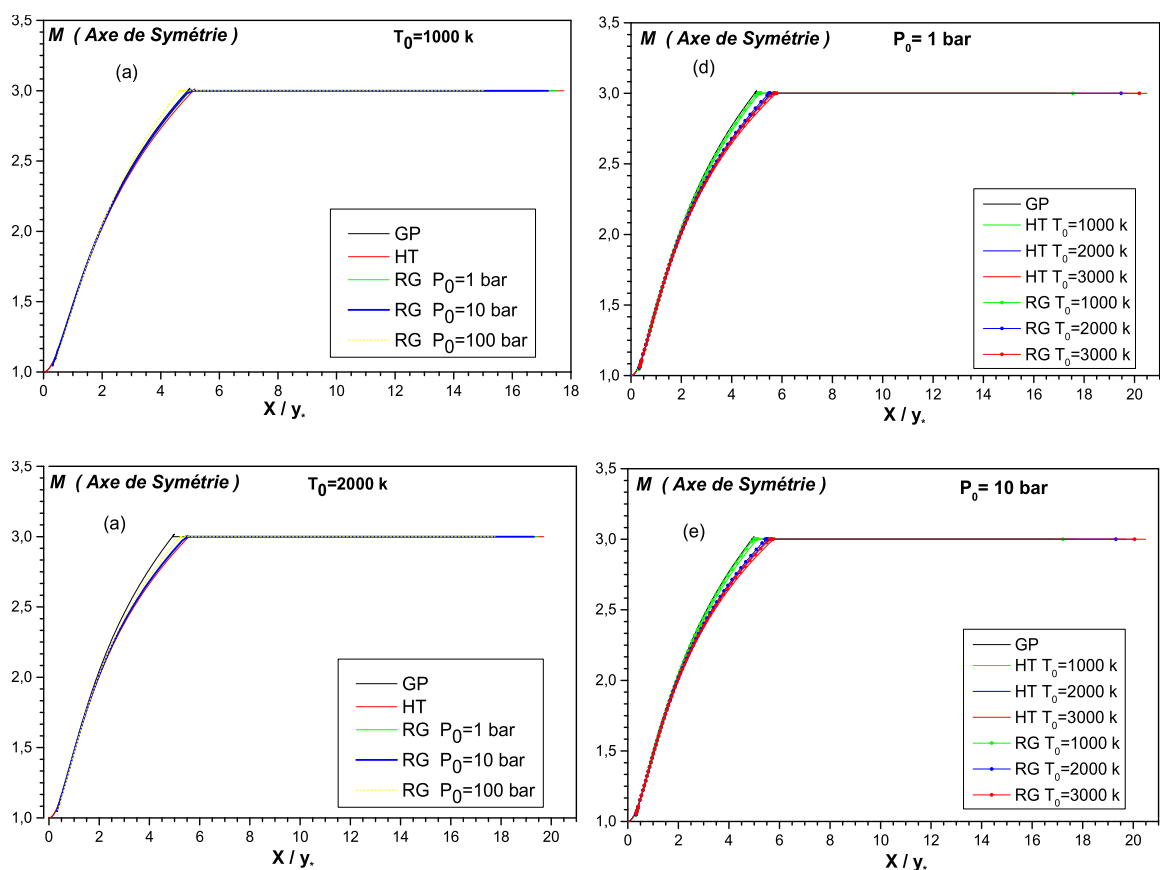 M ( Axe de Symétrie )
T0=1000 k
(a)
3,5
3,0
2,5
2,0
1,5
1,0
GP
HT
RG P0=1 bar
RG P0=10 bar
RG P0=100 bar
0 2 4 6 8 10 12 14 16 18
X / y*
M ( Axe de Symétrie )
P0= 1 bar
(d)
3,5
3,0
2,5
2,0
1,5
1,0
GP
HT T0=1000 k
HT T0=2000 k
HT T0=3000 k
RG T0=1000 k
RG T0=2000 k
RG T0=3000 k
0 2 4 6 8 10 12 14 16 18 20
X / y*
M ( Axe de Symétrie )
T0=2000 k
(a)
3,5
3,0
2,5
2,0
1,5
1,0
GP
HT
RG P0=1 bar
RG P0=10 bar
RG P0=100 bar
0 2 4 6 8 10 12 14 16 18 20
X / y*
M ( Axe de Symétrie )
P0= 10 bar
(e)
3,5
3,0
2,5
2,0
1,5
1,0
GP
HT T0=1000 k
HT T0=2000 k
HT T0=3000 k
RG T0=1000 k
RG T0=2000 k
RG T0=3000 k
0 2 4 6 8 10 12 14 16 18 20
X / y*